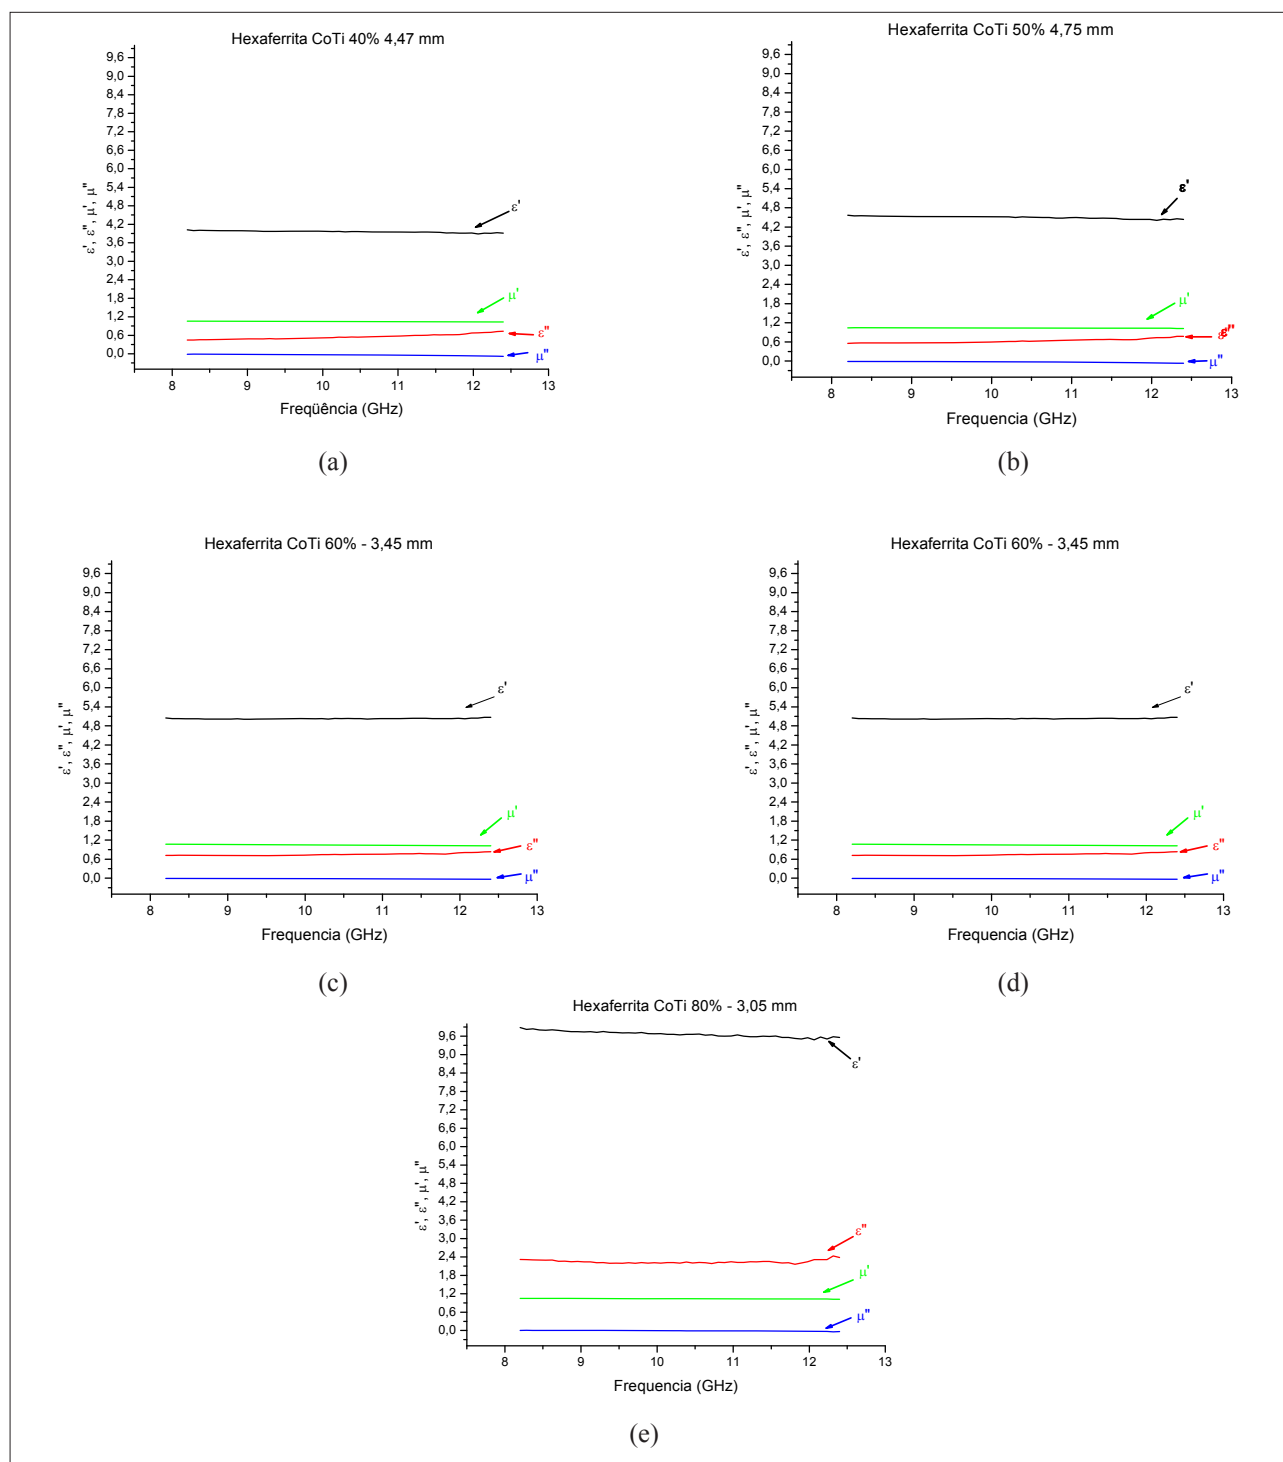 Hexaferrita CoTi 40% 4,47 mm
9,6
9,0
8,4
7,8
7,2
6,6
6,0
5,4
4,8
4,2
3,6
3,0
2,4
1,8
1,2
0,6
0,0
ε', ε'', μ', μ''
ε'
μ'
ε''
μ''
8 9 10 11 12 13
Freqüência (GHz)
(a)
Hexaferrita CoTi 50% 4,75 mm
9,6
9,0
8,4
7,8
7,2
6,6
6,0
5,4
4,8
4,2
3,6
3,0
2,4
1,8
1,2
0,6
0,0
ε', ε'', μ', μ''
ε'
μ'
ε''
μ''
8 9 10 11 12 13
Frequencia (GHz)
(b)
Hexaferrita CoTi 60% - 3,45 mm
9,6
9,0
8,4
7,8
7,2
6,6
6,0
5,4
4,8
4,2
3,6
3,0
2,4
1,8
1,2
0,6
0,0
ε', ε'', μ', μ''
ε'
μ'
ε''
μ''
8 9 10 11 12 13
Frequencia (GHz)
(c)
Hexaferrita CoTi 60% - 3,45 mm
9,6
9,0
8,4
7,8
7,2
6,6
6,0
5,4
4,8
4,2
3,6
3,0
2,4
1,8
1,2
0,6
0,0
ε', ε'', μ', μ''
ε'
μ'
ε''
μ''
8 9 10 11 12 13
Frequencia (GHz)
(d)
Hexaferrita CoTi 80% - 3,05 mm
9,6
9,0
8,4
7,8
7,2
6,6
6,0
5,4
4,8
4,2
3,6
3,0
2,4
1,8
1,2
0,6
0,0
ε', ε'', μ', μ''
ε'
ε''
μ'
μ''
8 9 10 11 12 13
Frequencia (GHz)
(e)